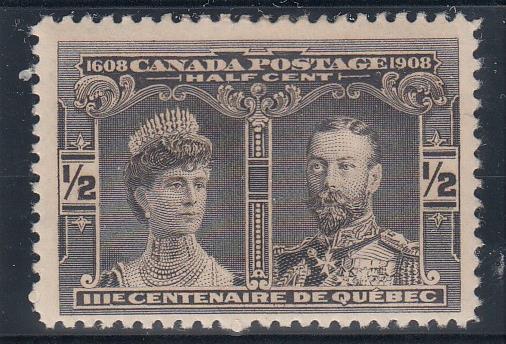 1608 CANADA POSTAGE 1908
HALF CENT
1/2 1/2
IIIE CENTENAIRE DE QUÉBEC